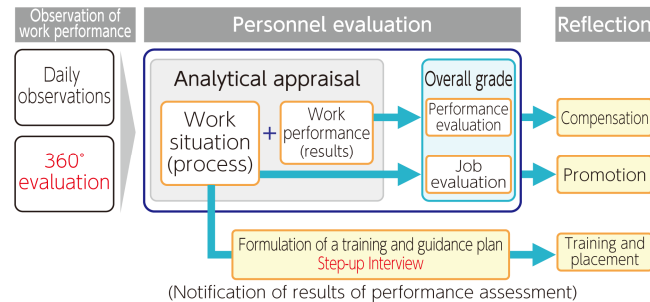 Observation of
work performance
Personnel evaluation
Reflection
Daily
observations
360°
evaluation
Analytical appraisal
Work
situation
(process)
+
Work
performance
(results)
Overall grade
Performance
evaluation
Job
evaluation
Compensation
Promotion
Formulation of a training and guidance plan
Step-up Interview
Training and
placement
(Notification of results of performance assessment)